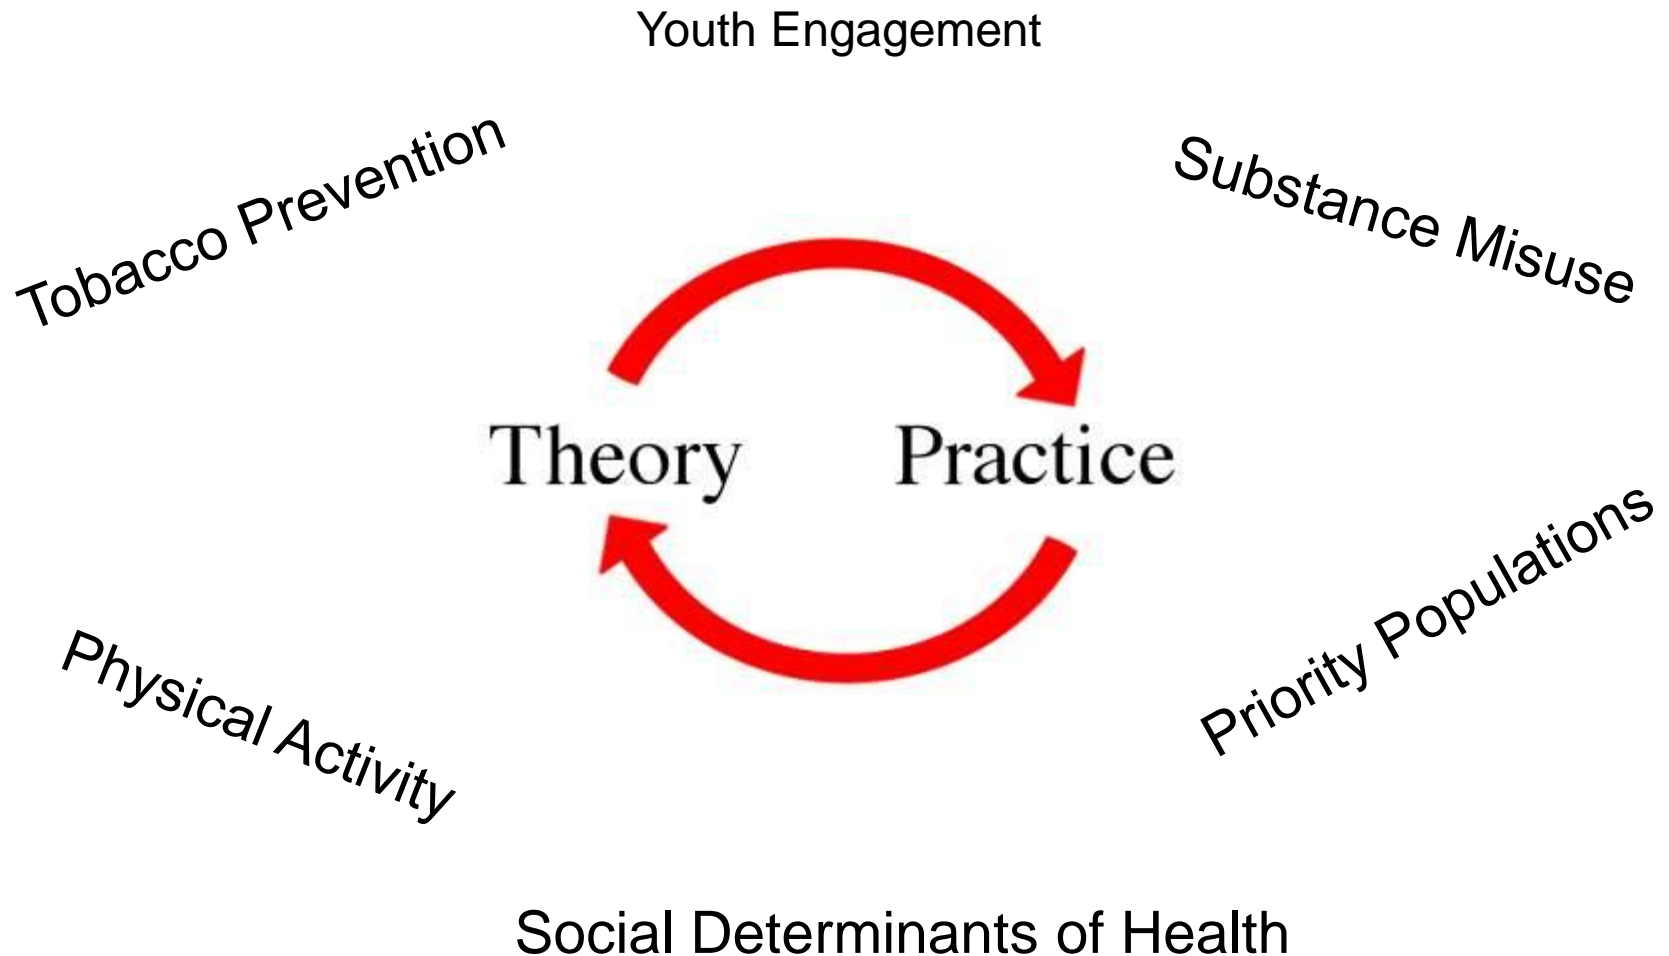 Youth Engagement
Tobacco Prevention
Substance Misuse
Theory
Practice
Physical Activity
Priority Populations
Social Determinants of Health